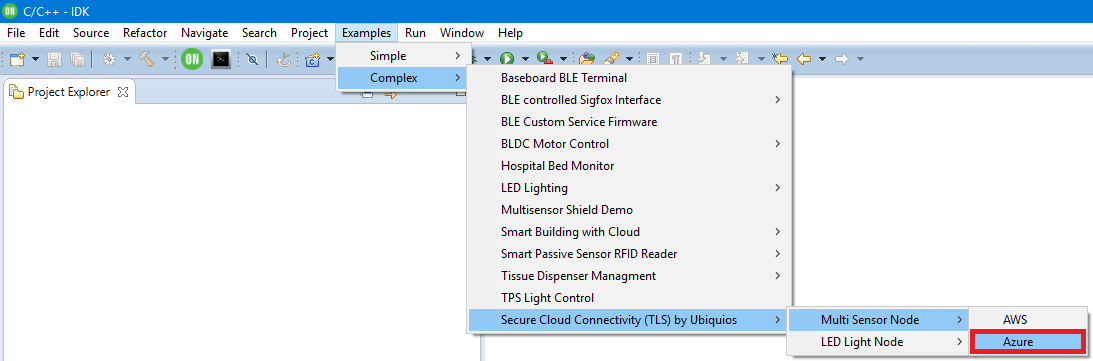 ON C/C++ - IDK
File Edit Source Refactor Navigate Search Project Examples Run Window Help
ON
Simple
Complex
Project Explorer
Baseboard BLE Terminal
BLE controlled Sigfox Interface
BLE Custom Service Firmware
BLDC Motor Control
Hospital Bed Monitor
LED Lighting
Multisensor Shield Demo
Smart Building with Cloud
Smart Passive Sensor RFID Reader
Tissue Dispenser Managment
TPS Light Control
Secure Cloud Connectivity (TLS) by Ubiquios
Multi Sensor Node
LED Light Node
AWS
Azure